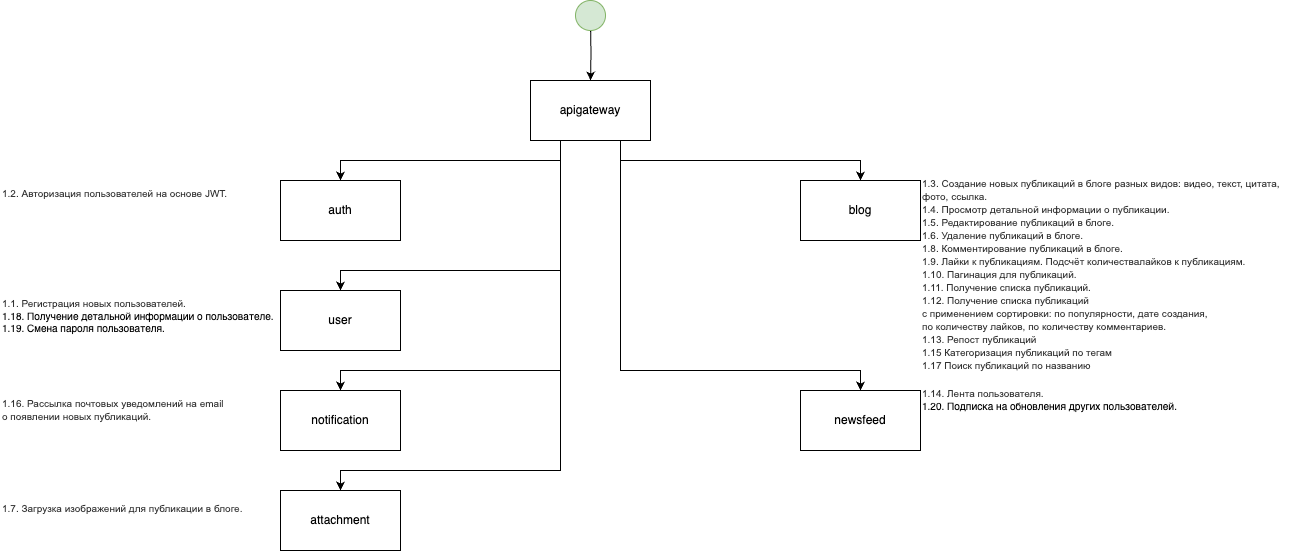 apigateway
1.2. Авторизация пользователей на основе JWT.
auth
1.1. Регистрация новых пользователей.
1.18. Получение детальной информации о пользователе.
1.19. Смена пароля пользователя.
user
1.16. Рассылка почтовых уведомлений на email
о появлении новых публикаций.
notification
1.7. Загрузка изображений для публикации в блоге.
attachment
blog
1.3. Создание новых публикаций в блоге разных видов: видео, текст, цитата,
фото, ссылка.
1.4. Просмотр детальной информации о публикации.
1.5. Редактирование публикаций в блоге.
1.6. Удаление публикаций в блоге.
1.8. Комментирование публикаций в блоге.
1.9. Лайки к публикациям. Подсчёт количествалайков к публикациям.
1.10. Пагинация для публикаций.
1.11. Получение списка публикаций.
1.12. Получение списка публикаций
с применением сортировки: по популярности, дате создания,
по количеству лайков, по количеству комментариев.
1.13. Репост публикаций
1.15 Категоризация публикаций по тегам
1.17 Поиск публикаций по названию
newsfeed
1.14. Лента пользователя.
1.20. Подписка на обновления других пользователей.